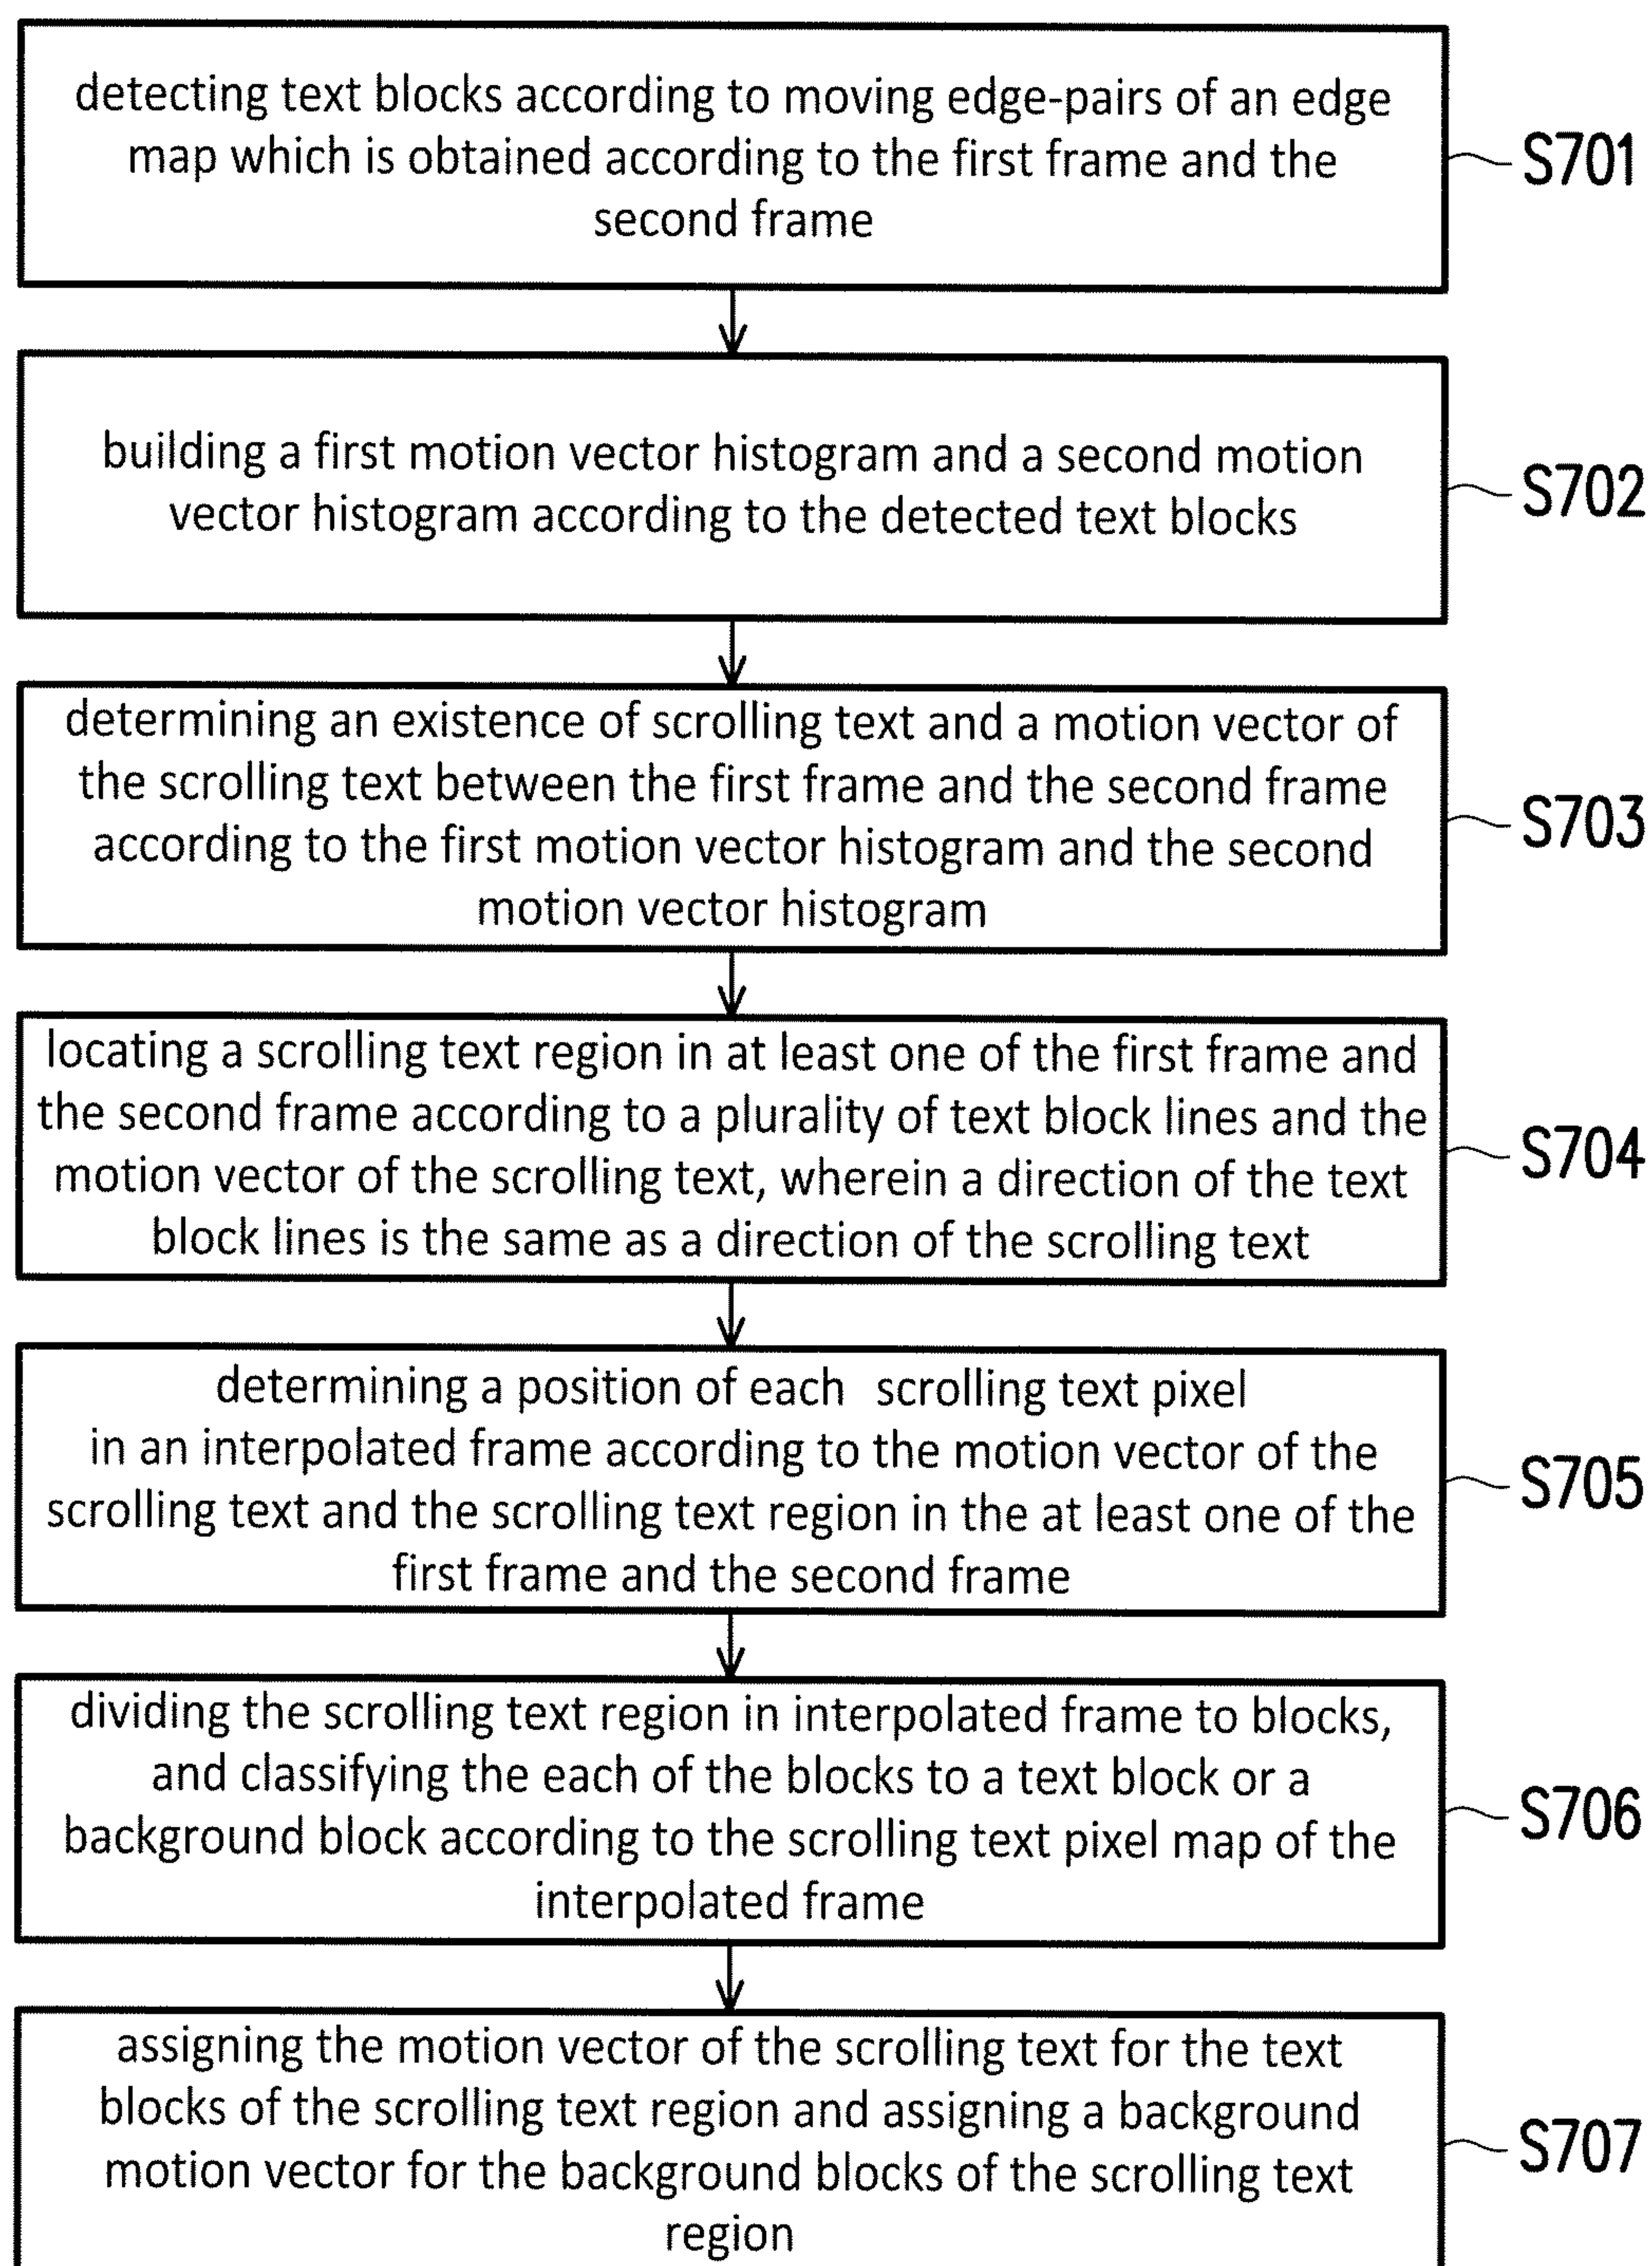 detecting text blocks according to moving edge-pairs of an edge
map which is obtained according to the first frame and the
second frame
S701
building a first motion vector histogram and a second motion
vector histogram according to the detected text blocks
S702
determining an existence of scrolling text and a motion vector of
the scrolling text between the first frame and the second frame
according to the first motion vector histogram and the second
motion vector histogram
S703
locating a scrolling text region in at least one of the first frame and
the second frame according to a plurality of text block lines and the
motion vector of the scrolling text, wherein a direction of the text
block lines is the same as a direction of the scrolling text
S704
determining a position of each scrolling text pixel
in an interpolated frame according to the motion vector of the
scrolling text and the scrolling text region in the at least one of the
first frame and the second frame
S705
dividing the scrolling text region in interpolated frame to blocks,
and classifying the each of the blocks to a text block or a
background block according to the scrolling text pixel map of the
interpolated frame
S706
assigning the motion vector of the scrolling text for the text
blocks of the scrolling text region and assigning a background
motion vector for the background blocks of the scrolling text
region
S707